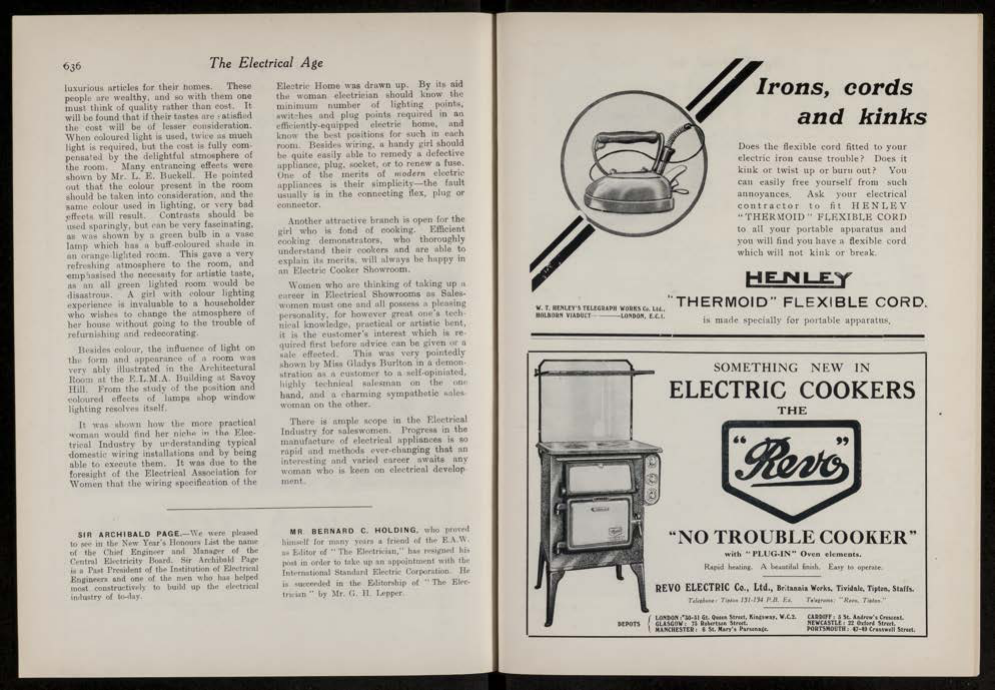 636
The Electrical Age
luxurious articles for their homes. These
people are wealthy, and so with them one
must think of quality rather than cost. It
will be found that if their tastes are satisfied
the cost will be of lesser consideration.
When coloured light is used, twice as much
light is required, but the cost is fully com-
pensated by the delightful atmosphere of
the room. Many entrancing effects were
shown by Mr. L. E. Buckell. He pointed
out that the colour present in the room
should be taken into consideration, and the
same colour used in lighting, or very bad
effects will result. Contrasts should be
used sparingly, but can be very fascinating,
as was shown by a green bulb in a vase
lamp which has a buff-coloured shade in
an orange-lighted room. This gave a very
refreshing atmosphere to the room, and
emphasised the necessity for artistic taste,
as an all green lighted room would be
disastrous. A girl with colour lighting
experience is invaluable to a householder
who wishes to change the atmosphere of
her house without going to the trouble of
refurnishing and redecorating.
Besides colour, the influence of light on
the form and appearance of a room was
very ably illustrated in the Architectural
Room at the E.L.M.A. Building at Savoy
Hill. From the study of the position and
coloured effects of lamps shop window
lighting resolves itself.
It was shown how the more practical
woman would find her niche in the Elec-
trical Industry by understanding typical
domestic wiring installations and by being
able to execute them. It was due to the
foresight of the Electrical Association for
Women that the wiring specification of the
Electric Home was drawn up. By its aid
the woman electrician should know the
minimum number of lighting points,
switches and plug points required in an
efficiently-equipped electric home, and
know the best positions for such in each
room. Besides wiring, a handy girl should
be quite easily able to remedy a defective
appliance, plug, socket, or to renew a fuse.
One of the merits of modern electric
appliances is their simplicity—the fault
usually is in the connecting flex, plug or
connector.
Another attractive branch is open for the
girl who is fond of cooking. Efficient
cooking demonstrators, who thoroughly
understand their cookers and are able to
explain its merits, will always be happy in
an Electric Cooker Showroom.
Women who are thinking of taking up a
career in Electrical Showrooms as Sales-
women must one and all possess a pleasing
personality, for however great one's tech-
nical knowledge, practical or artistic bent,
it is the customer's interest which is re-
quired first before advice can be given or a
sale effected. This was very pointedly
shown by Miss Gladys Burlton in a demon-
stration as a customer to a self-opiniated,
highly technical salesman on the one
hand, and a charming sympathetic sales-
woman on the other.
There is ample scope in the Electrical
Industry for saleswomen. Progress in the
manufacture of electrical appliances is so
rapid and methods ever-changing that an
interesting and varied career awaits any
woman who is keen on electrical develop-
ment.
SIR ARCHIBALD PAGE.—We were pleased
to see in the New Year's Honours List the name
of the Chief Engineer and Manager of the
Central Electricity Board. Sir Archibald Page
is a Past President of the Institution of Electrical
Engineers and one of the men who has helped
most constructively to build up the electrical
industry of to-day.
MR BERNARD C. HOLDING, who proved
himself for many years a friend of the E.A.W.
as Editor of "The Electrician," has resigned his
post in order to take up an appointment with the
International Standard Electric Corporation. He
is succeeded in the Editorship of "The Elec-
trician" by Mr. G. H. Lepper.
Irons, cords
and kinks
Does the flexible cord fitted to your
electric iron cause trouble? Does it
kink or twist up or burn out? You
can easily free yourself from such
annoyances. Ask your electrical
contractor to fit HENLEY
"THERMOID" FLEXIBLE CORD
to all your portable apparatus and
you will find you have a flexible cord
which will not kink or break.
HENLEY
"THERMOID" FLEXIBLE CORD.
is made specially for portable apparatus.
W. T. HENLEY'S TELEGRAPH WORKS Co. Ltd.,
HOLBORN VIADUCT LONDON, E.C.1.
SOMETHING NEW IN
ELECTRIC COOKERS
THE
"Revo"
"NO TROUBLE COOKER"
with "PLUG-IN" Oven elements.
Rapid heating. A beautiful finish. Easy to operate.
REVO ELECTRIC Co., Ltd., Britannia Works, Tividale, Tipton, Staffs.
Telephone: Tipton 131-134 P.B. Ex. Telegrams: "Revo, Tipton."
DEPOTS
LONDON: 30-31 Gt. Queen Street, Kingsway, W.C.2.
GLASGOW: 75 Robertson Street.
MANCHESTER: 6 St. Mary's Parsonage.
CARDIFF: 5 St. Andrew's Crescent.
NEWCASTLE: 22 Oxford Street.
PORTSMOUTH: 47-49 Crasswell Street.